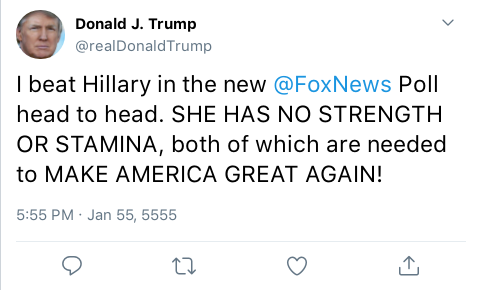 Donald J. Trump
@realDonaldTrump
I beat Hillary in the new @FoxNews Poll
head to head. SHE HAS NO STRENGTH
OR STAMINA, both of which are needed
to MAKE AMERICA GREAT AGAIN!
5:55 PM · Jan 55, 5555